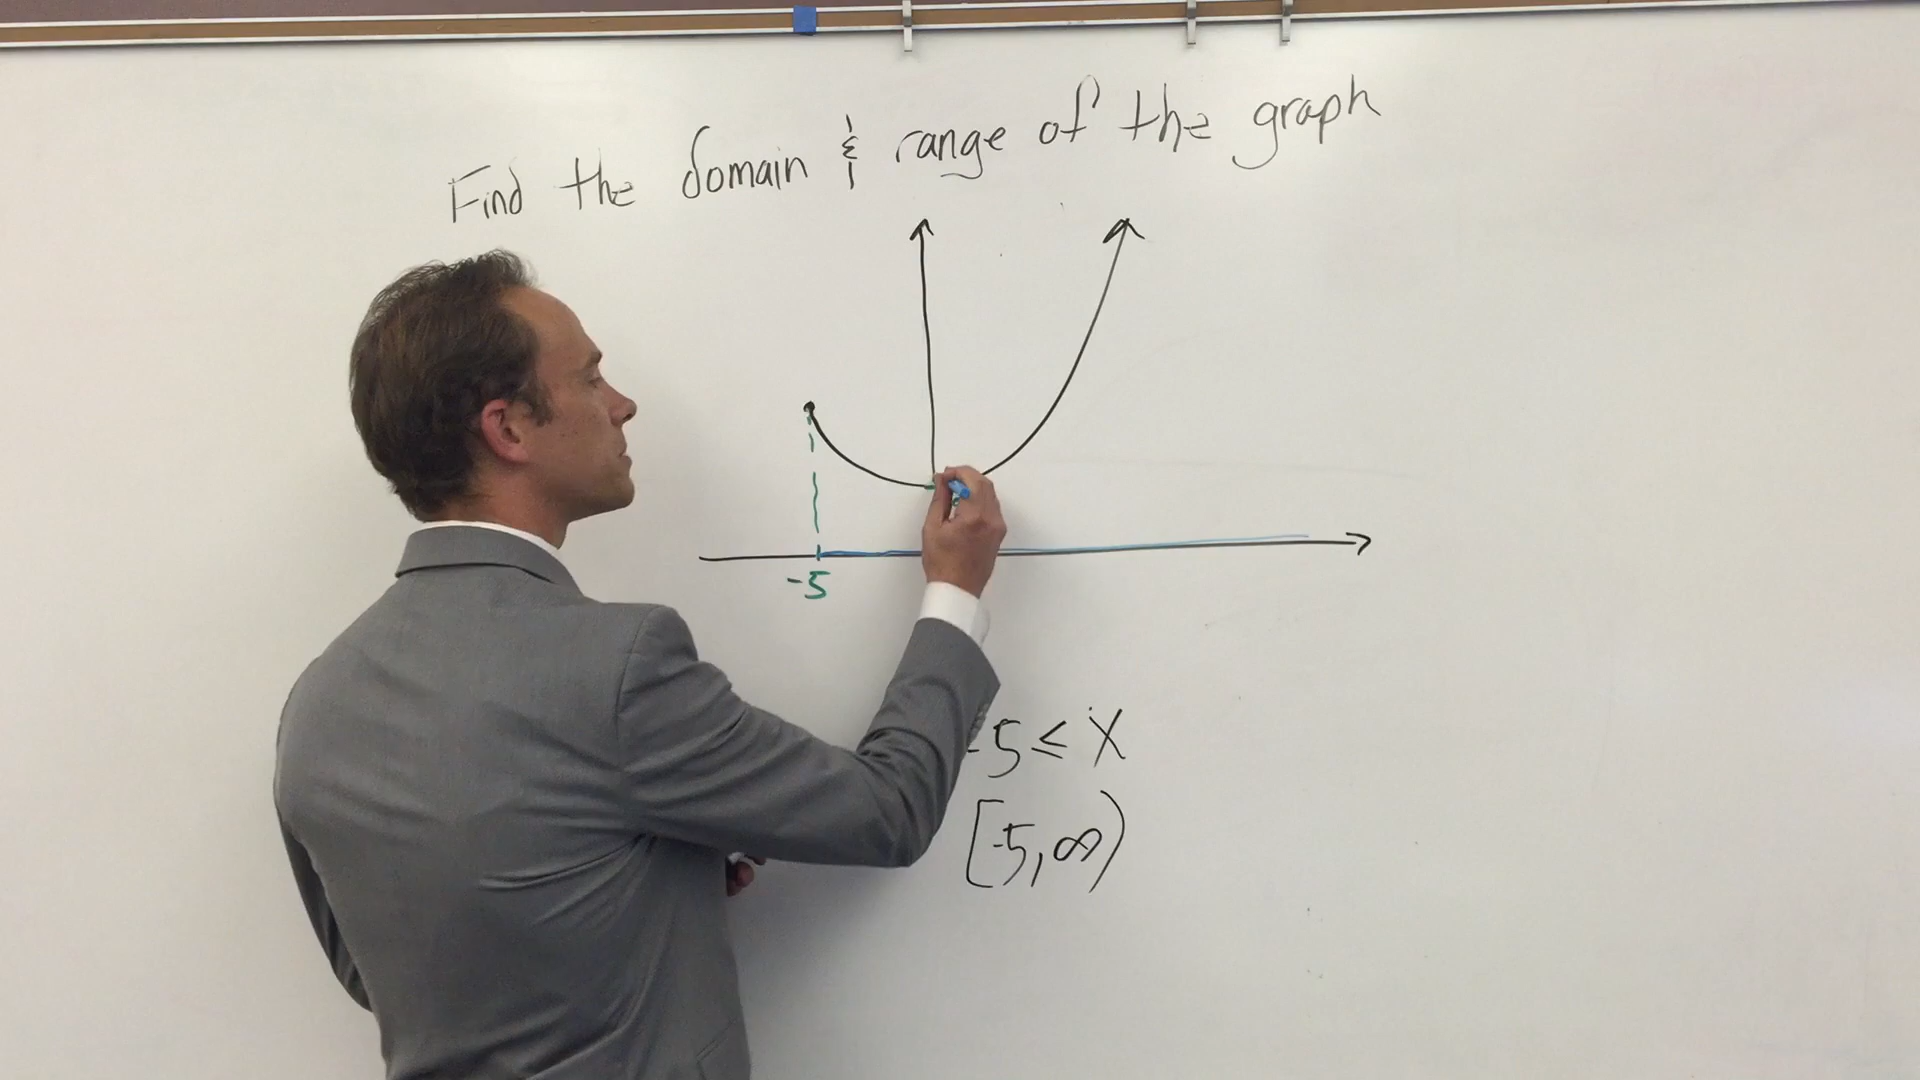 Find the domain & range of the graph
-5
-5 ≤ X
[-5, ∞)